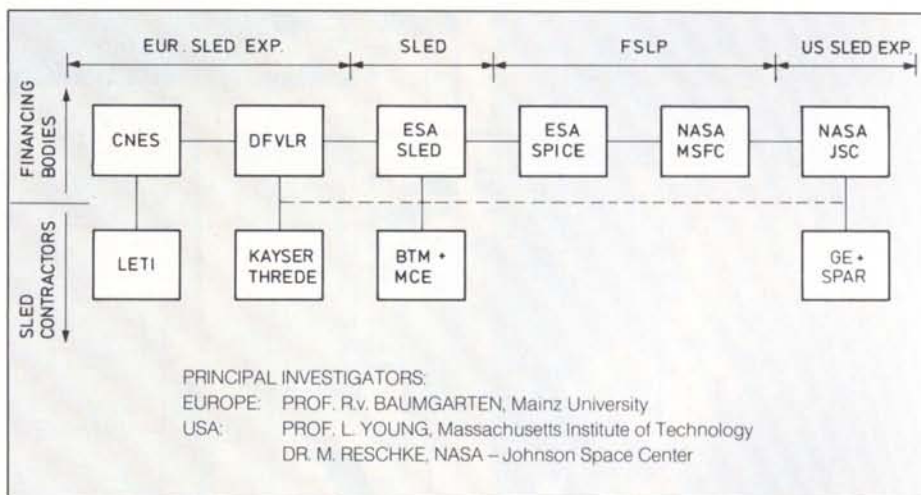 EUR. SLED EXP. SLED FSLP US SLED EXP.
FINANCING
BODIES
CNES
DFVLR
ESA
SLED
ESA
SPICE
NASA
MSFC
NASA
JSC
SLED
CONTRACTORS
LETI
KAYSER
THREDE
BTM +
MCE
GE +
SPAR
PRINCIPAL INVESTIGATORS:
EUROPE: PROF. R.v. BAUMGARTEN, Mainz University
USA: PROF. L. YOUNG, Massachusetts Institute of Technology
DR. M. RESCHKE, NASA – Johnson Space Center